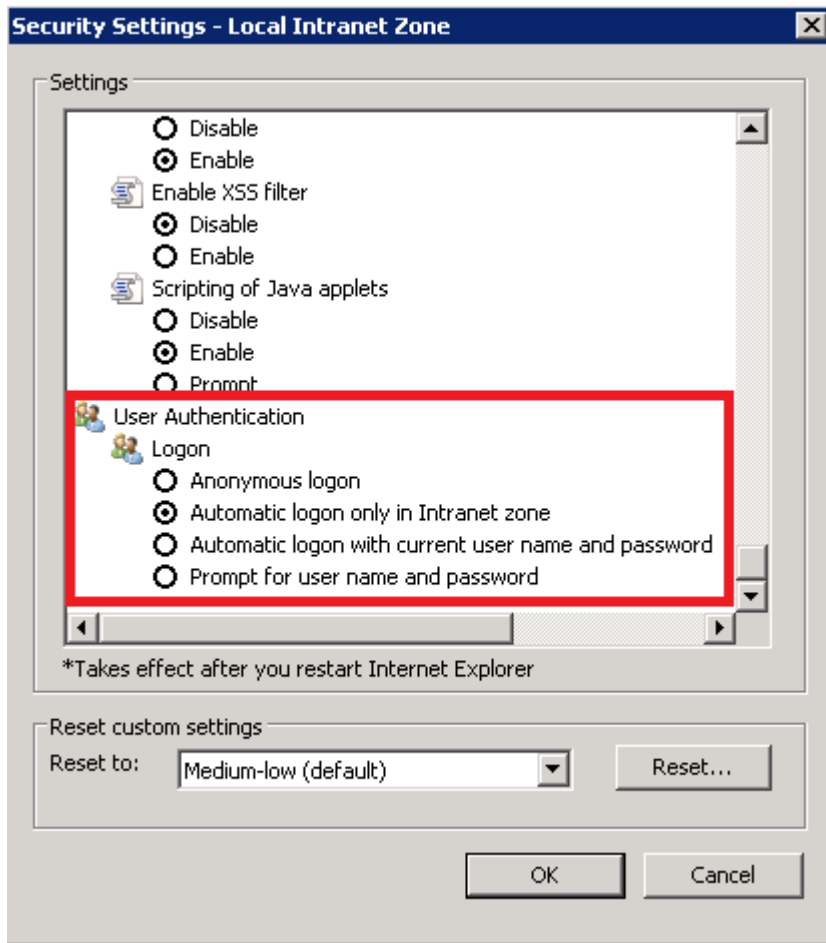 Security Settings - Local Intranet Zone
Settings
Disable
Enable
Enable XSS filter
Disable
Enable
Scripting of Java applets
Disable
Enable
Prompt
User Authentication
Logon
Anonymous logon
Automatic logon only in Intranet zone
Automatic logon with current user name and password
Prompt for user name and password
*Takes effect after you restart Internet Explorer
Reset custom settings
Reset to:
Medium-low (default)
Reset...
OK
Cancel